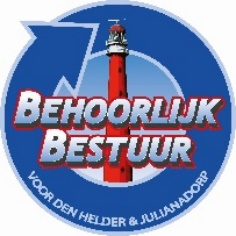 BEHOORLIJK
BESTUUR
VOOR DEN HELDER & JULIANADORP